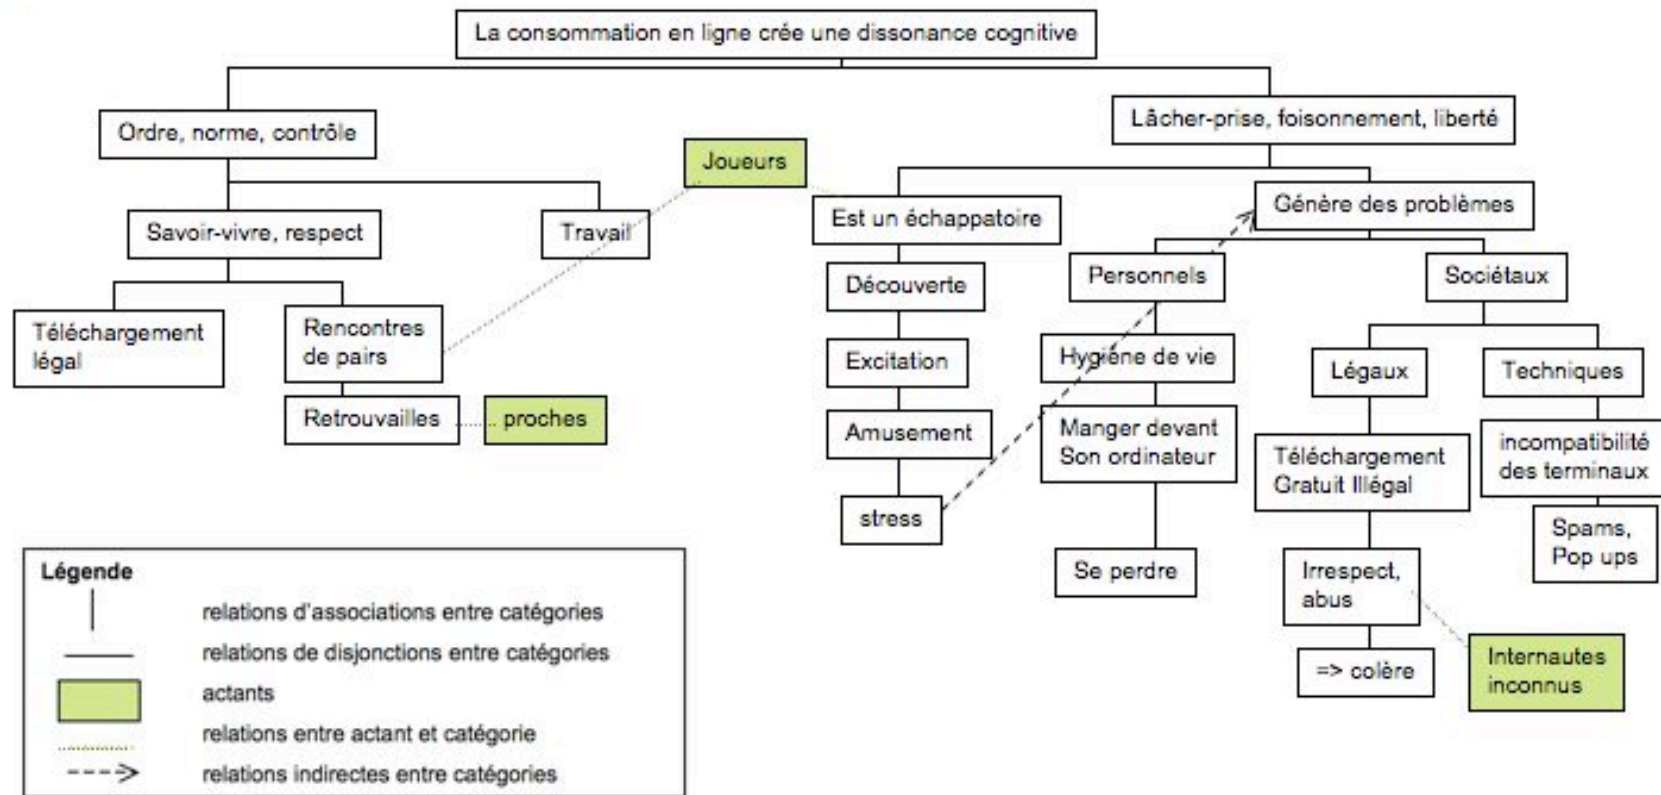 La consommation en ligne crée une dissonance cognitive
Ordre, norme, contrôle
Lâcher-prise, foisonnement, liberté
Joueurs
Savoir-vivre, respect
Travail
Est un échappatoire
Génère des problèmes
Découverte
Personnels
Sociétaux
Téléchargement
légal
Rencontres
de pairs
Excitation
Hygiène de vie
Légaux
Techniques
Retrouvailles
proches
Amusement
Manger devant
Son ordinateur
Téléchargement
Gratuit Illégal
incompatibilité
des terminaux
stress
Spams,
Pop ups
Se perdre
Irrespect,
abus
=> colère
Internautes
inconnus
Légende
relations d'associations entre catégories
relations de disjonctions entre catégories
actants
relations entre actant et catégorie
relations indirectes entre catégories